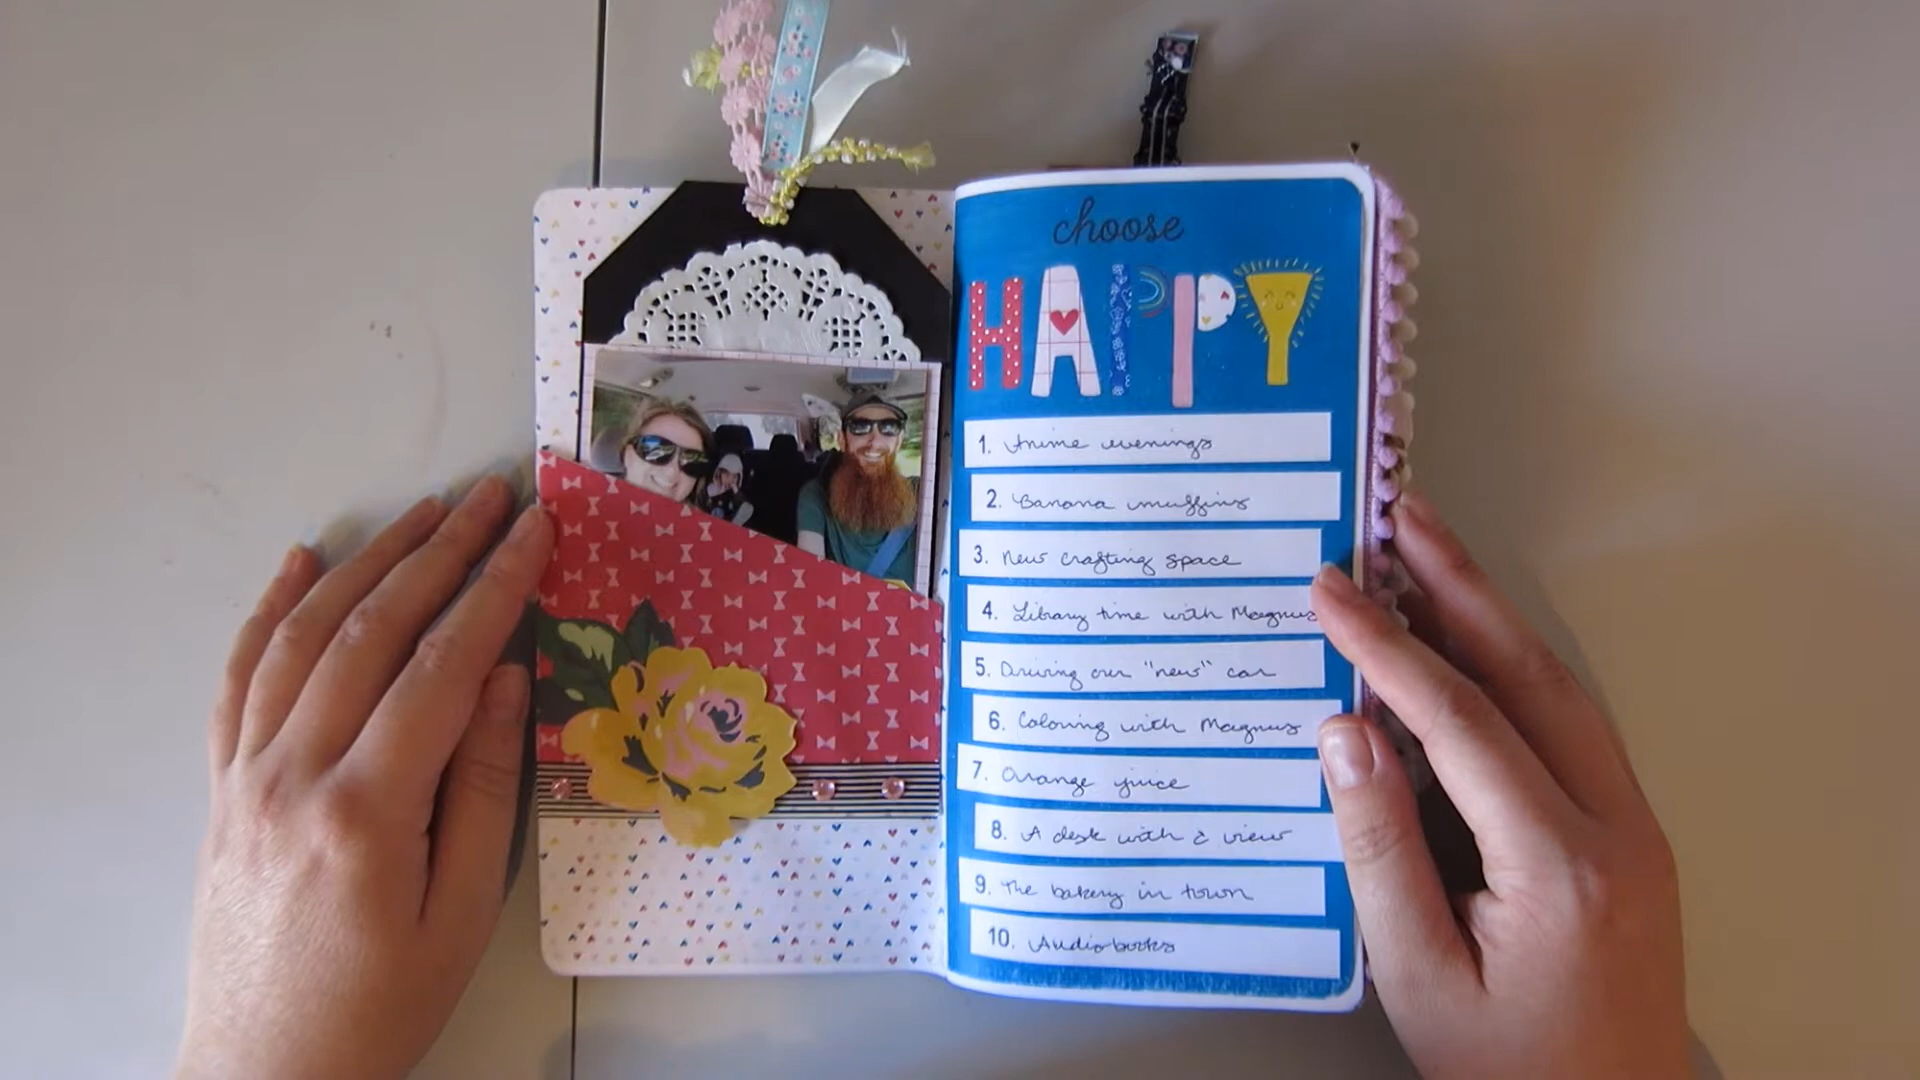 choose
HAPPY
1. Anime evenings
2. Banana muffins
3. New crafting space
4. Library time with Magnus
5. Driving our "new" car
6. Coloring with Magnus
7. Orange juice
8. A desk with a view
9. The bakery in town
10. Audiobooks